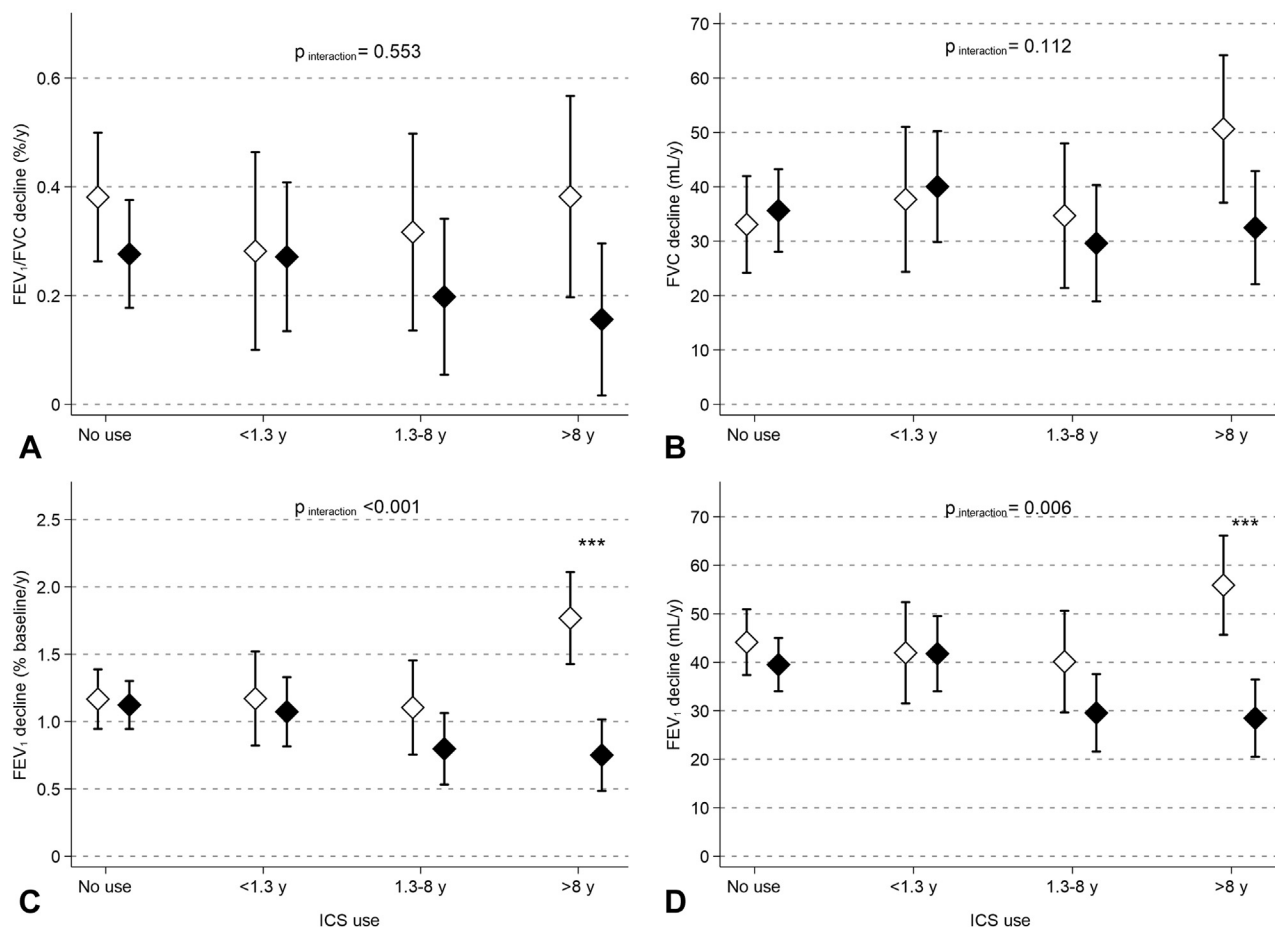 p interaction = 0.553
FEV₁/FVC decline (%/y)
0.6
0.4
0.2
0
No use <1.3 y 1.3-8 y >8 y
A
p interaction = 0.112
FVC decline (mL/y)
70
60
50
40
30
20
10
0
No use <1.3 y 1.3-8 y >8 y
B
p interaction <0.001
***
FEV₁ decline (% baseline/y)
2.5
2.0
1.5
1.0
0.5
0
No use <1.3 y 1.3-8 y >8 y
C
ICS use
p interaction = 0.006
***
FEV₁ decline (mL/y)
70
60
50
40
30
20
10
0
No use <1.3 y 1.3-8 y >8 y
D
ICS use